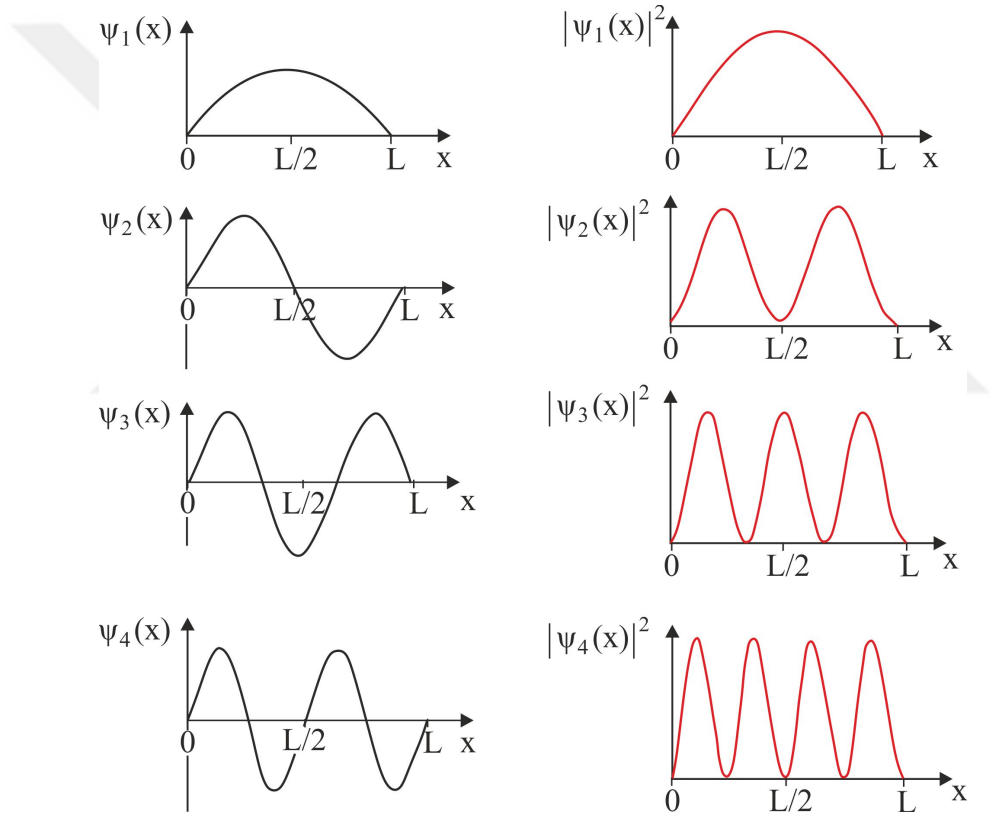 ψ₁(x)
0 L/2 L x
|ψ₁(x)|²
0 L/2 L x
ψ₂(x)
0 L/2 L x
|ψ₂(x)|²
0 L/2 L x
ψ₃(x)
0 L/2 L x
|ψ₃(x)|²
0 L/2 L x
ψ₄(x)
0 L/2 L x
|ψ₄(x)|²
0 L/2 L x